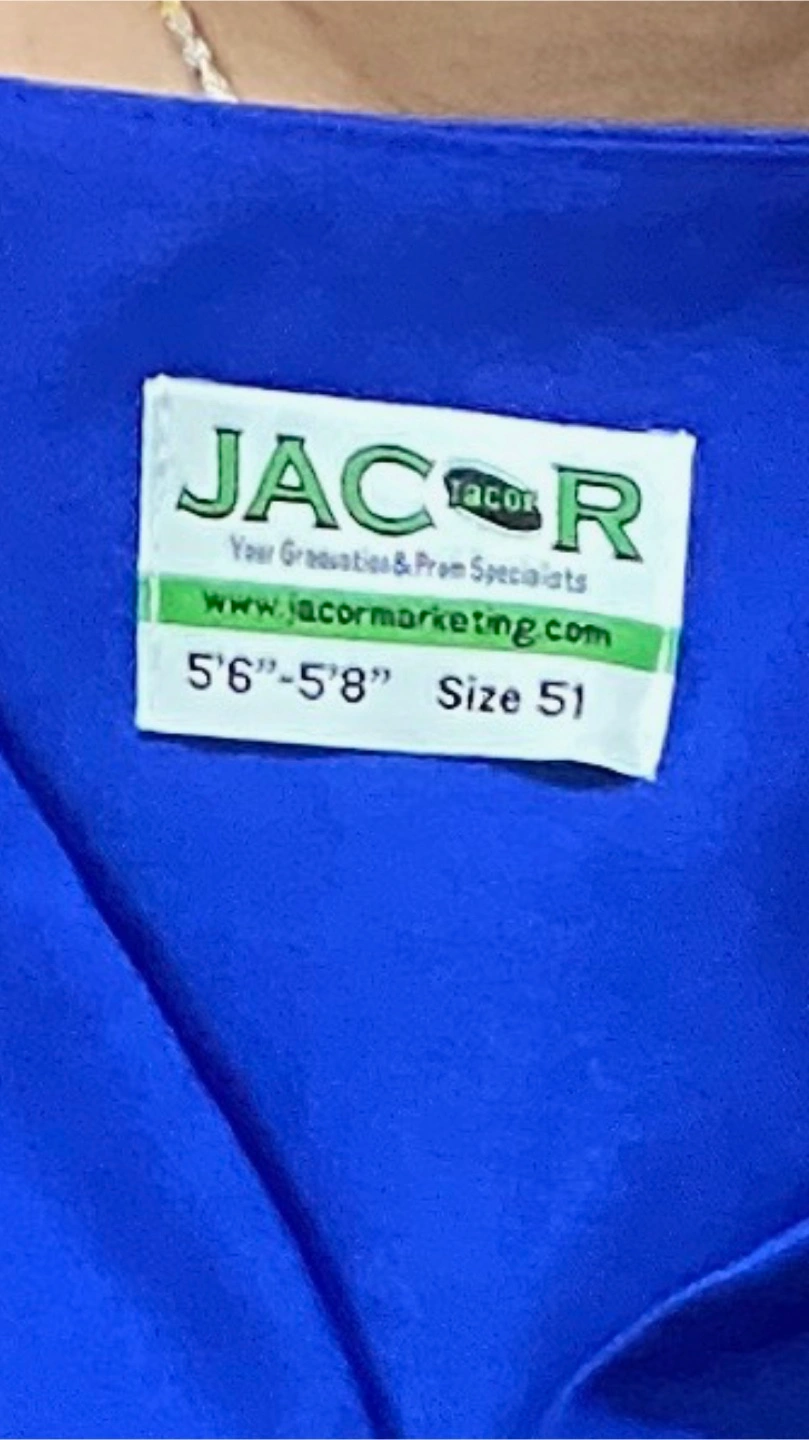 JACOR
Jacor
Your Graduation & Prom Specialists
www.jacormarketing.com
5'6"-5'8" Size 51